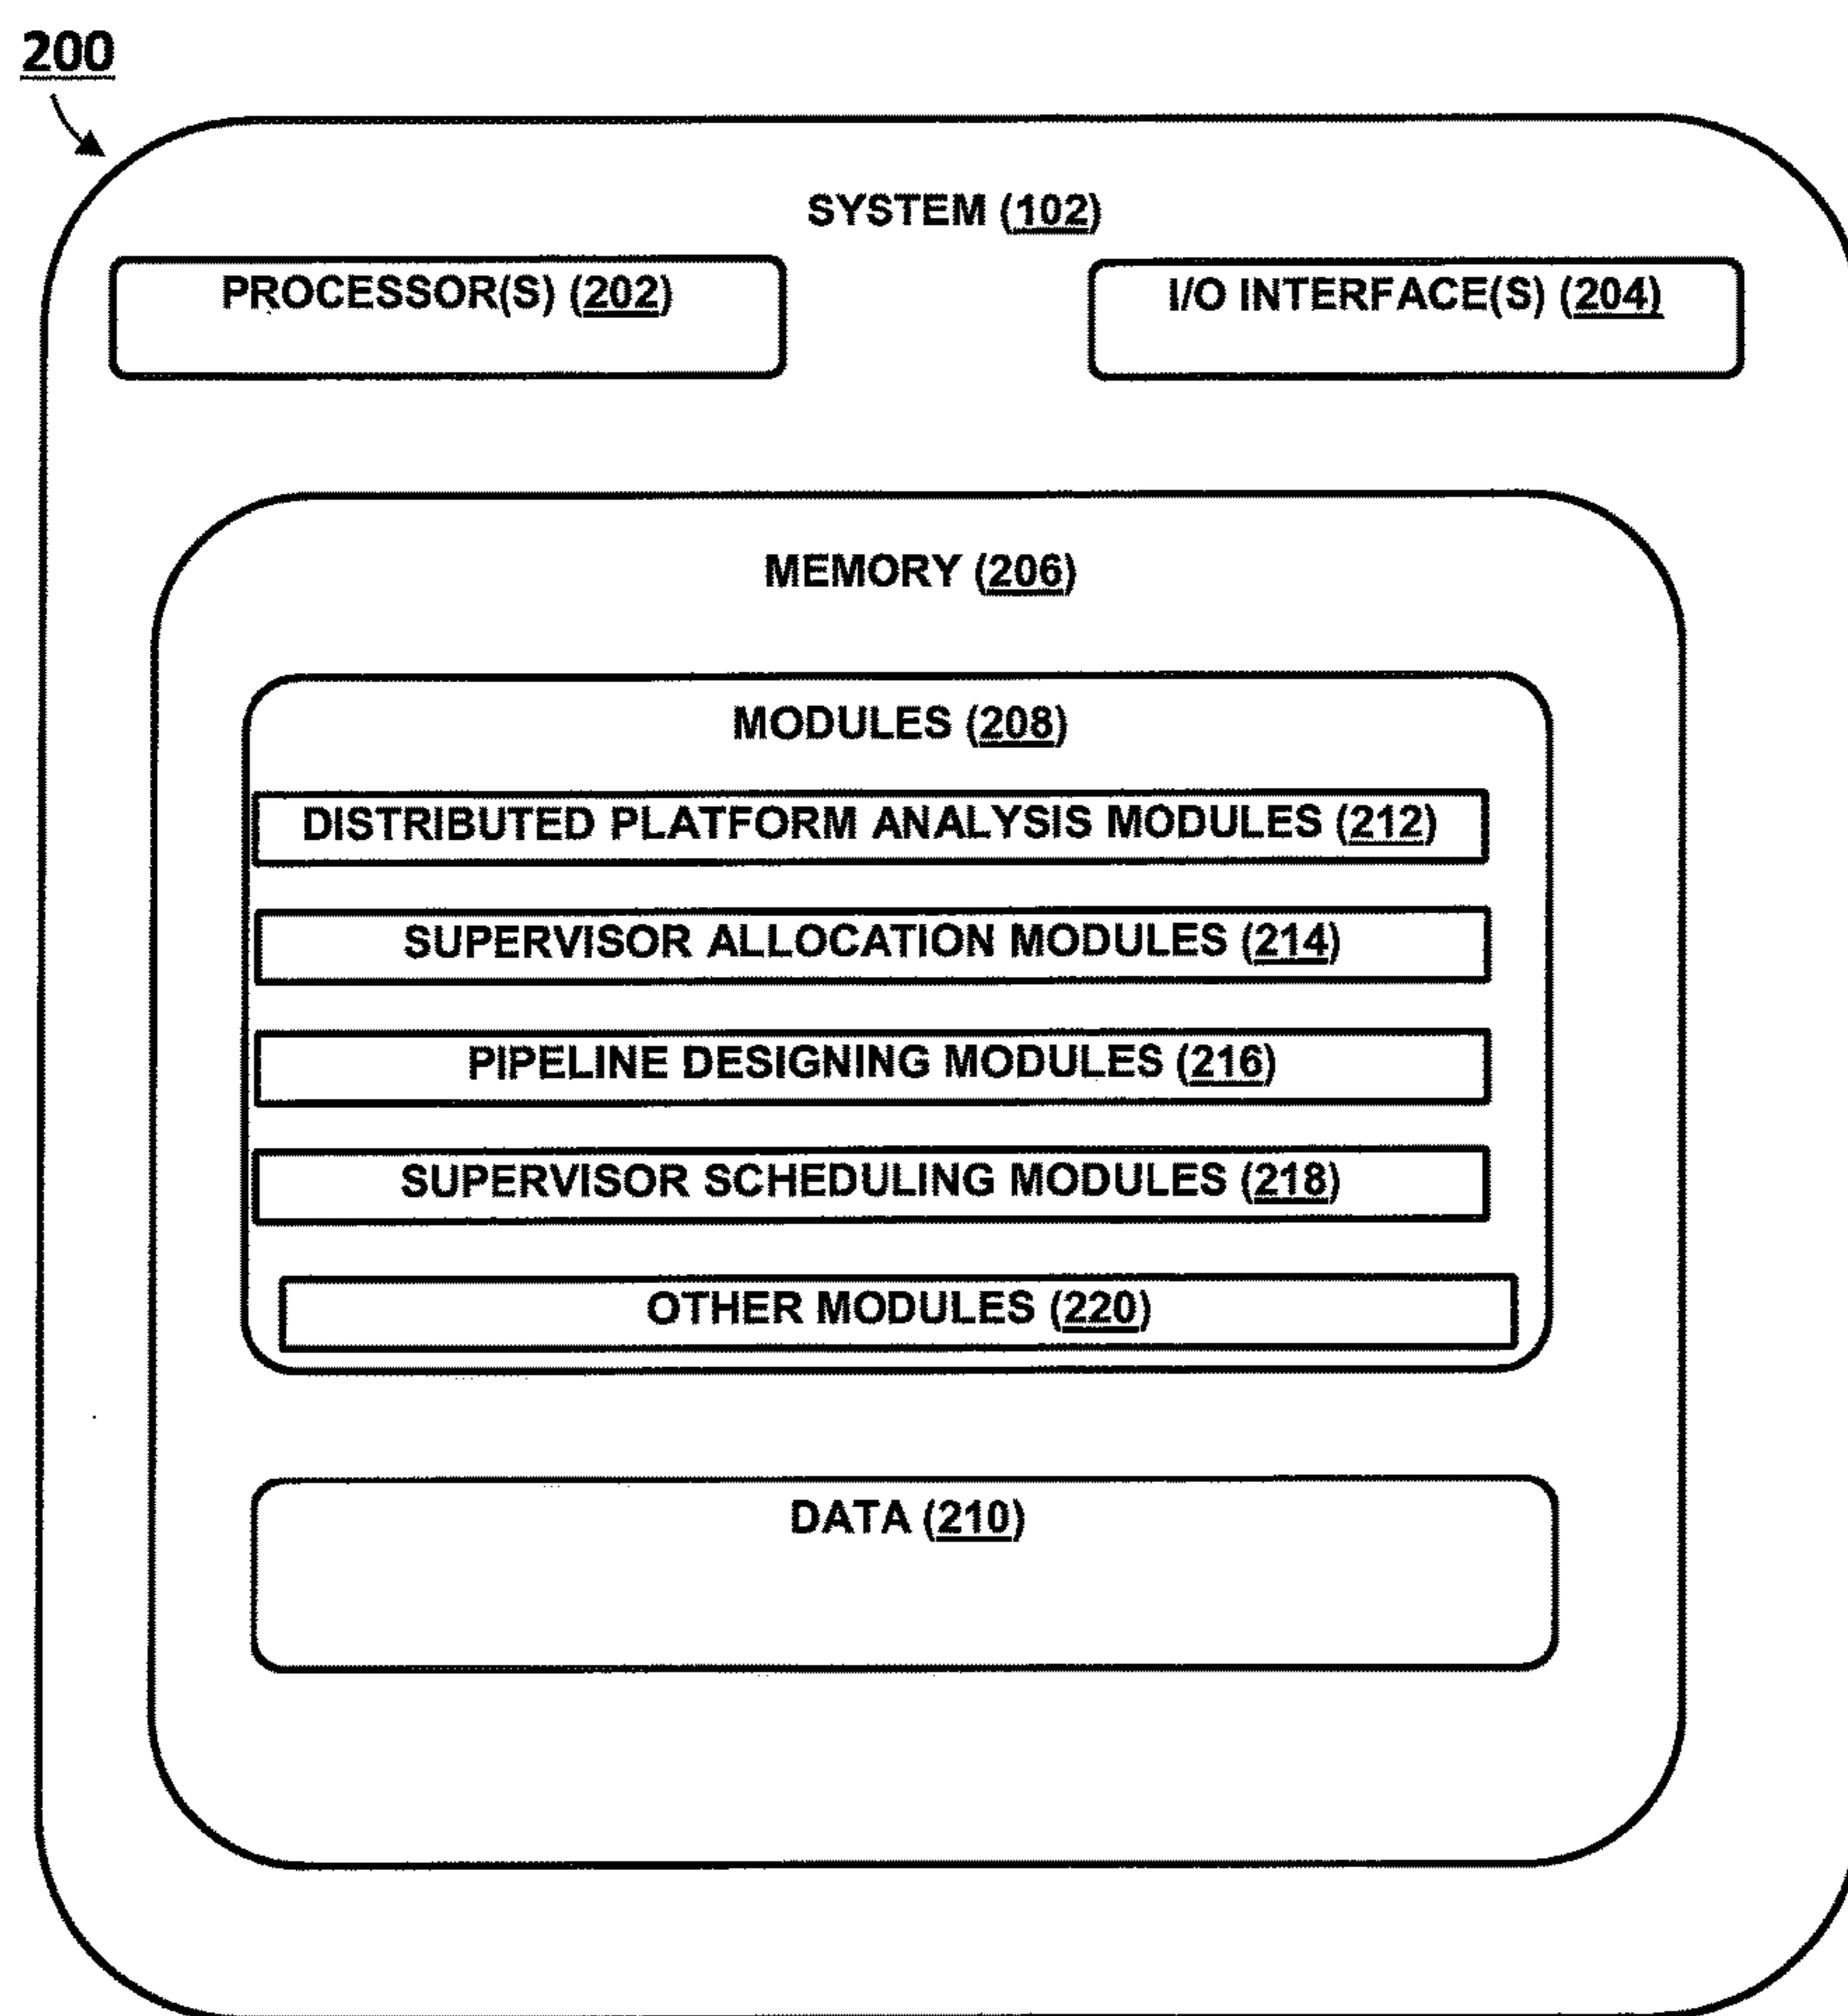 200
SYSTEM (102)
PROCESSOR(S) (202)
I/O INTERFACE(S) (204)
MEMORY (206)
MODULES (208)
DISTRIBUTED PLATFORM ANALYSIS MODULES (212)
SUPERVISOR ALLOCATION MODULES (214)
PIPELINE DESIGNING MODULES (216)
SUPERVISOR SCHEDULING MODULES (218)
OTHER MODULES (220)
DATA (210)